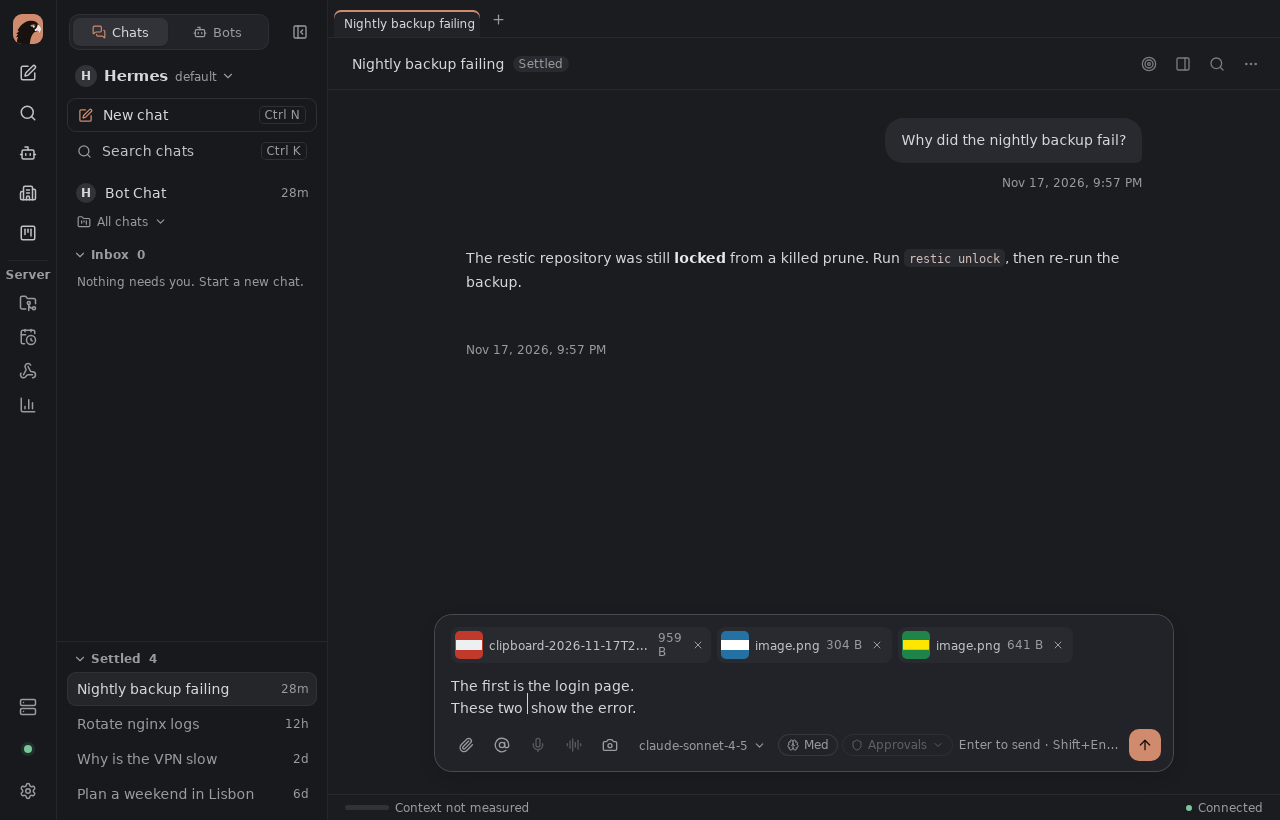 Chats
Bots
Nightly backup failing
H Hermes default
Nightly backup failing Settled
New chat Ctrl N
Search chats Ctrl K
H Bot Chat 28m
All chats
Inbox 0
Nothing needs you. Start a new chat.
Server
Why did the nightly backup fail?
Nov 17, 2026, 9:57 PM
The restic repository was still locked from a killed prune. Run restic unlock, then re-run the
backup.
Nov 17, 2026, 9:57 PM
Settled 4
Nightly backup failing 28m
Rotate nginx logs 12h
Why is the VPN slow 2d
Plan a weekend in Lisbon 6d
clipboard-2026-11-17T2... 959 B
image.png 304 B
image.png 641 B
The first is the login page.
These two show the error.
claude-sonnet-4-5 Med Approvals Enter to send · Shift+En...
Context not measured
Connected